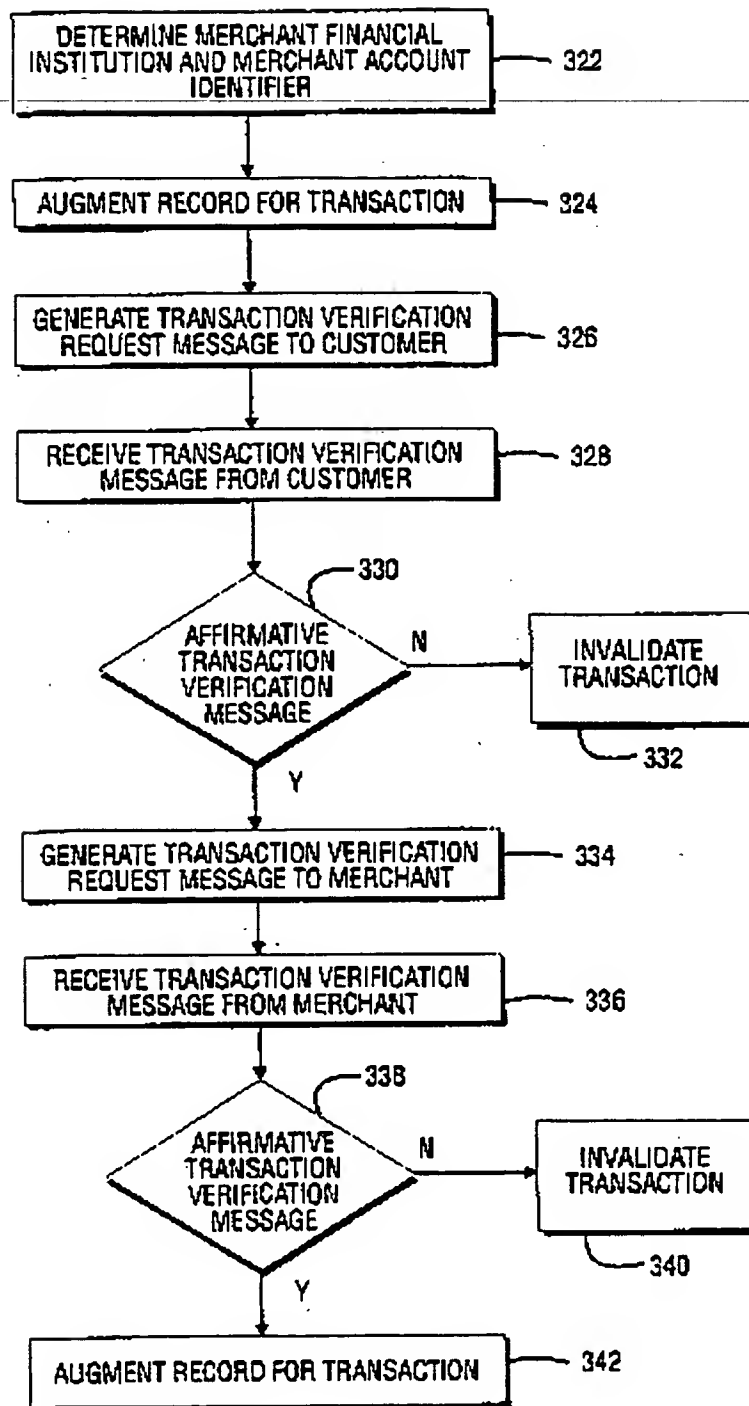 DETERMINE MERCHANT FINANCIAL
INSTITUTION AND MERCHANT ACCOUNT
IDENTIFIER
322
AUGMENT RECORD FOR TRANSACTION
324
GENERATE TRANSACTION VERIFICATION
REQUEST MESSAGE TO CUSTOMER
326
RECEIVE TRANSACTION VERIFICATION
MESSAGE FROM CUSTOMER
328
330
AFFIRMATIVE
TRANSACTION
VERIFICATION
MESSAGE
N
INVALIDATE
TRANSACTION
332
Y
GENERATE TRANSACTION VERIFICATION
REQUEST MESSAGE TO MERCHANT
334
RECEIVE TRANSACTION VERIFICATION
MESSAGE FROM MERCHANT
336
338
AFFIRMATIVE
TRANSACTION
VERIFICATION
MESSAGE
N
INVALIDATE
TRANSACTION
340
Y
AUGMENT RECORD FOR TRANSACTION
342